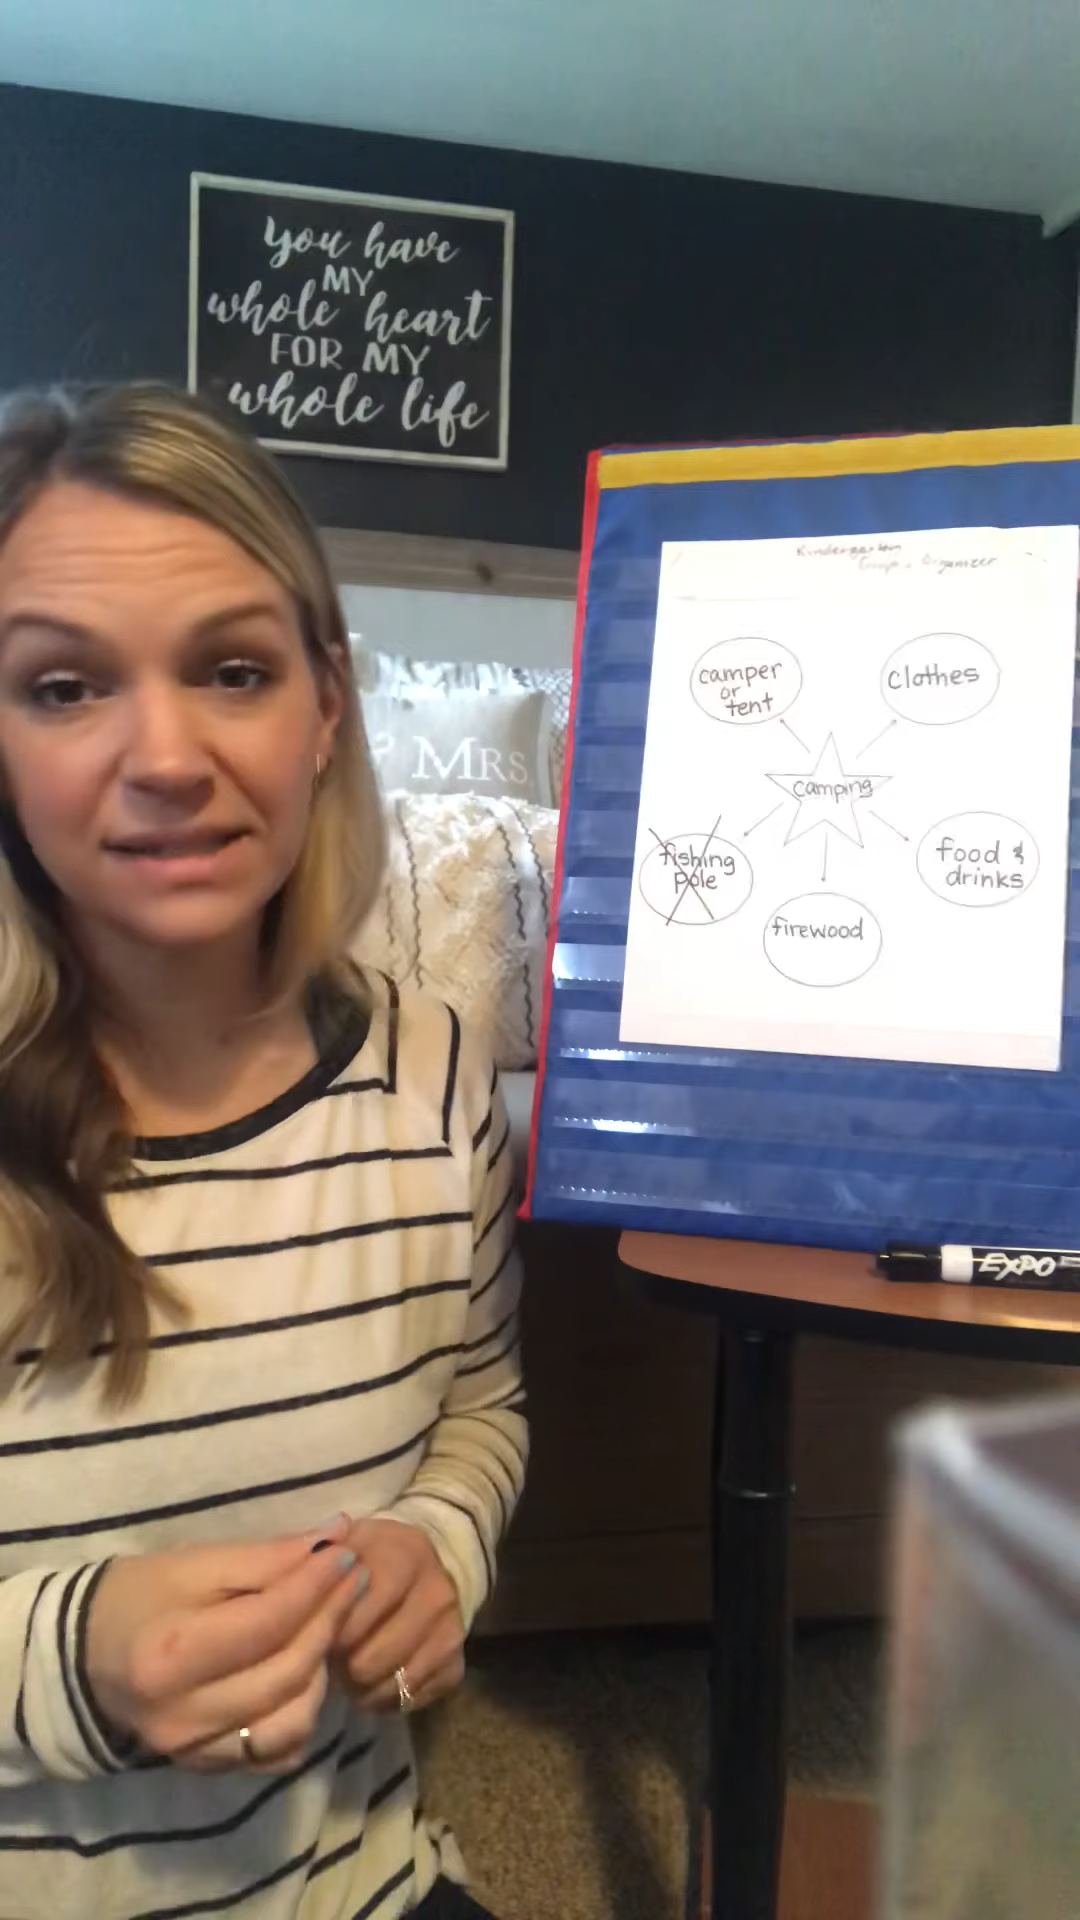 you have
MY
whole heart
FOR MY
whole life
MRS.
Kindergarten
Organizer
camper
or
tent
clothes
camping
fishing
pole
food &
drinks
firewood
EXPO